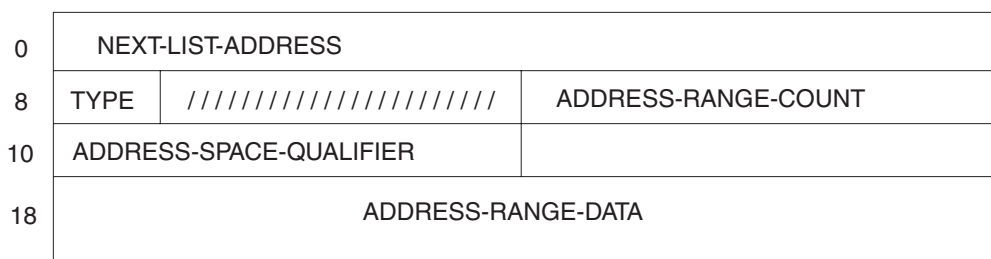 0 NEXT-LIST-ADDRESS
8 TYPE / / / / / / / / / / / / / / / / / / / / / / / ADDRESS-RANGE-COUNT
10 ADDRESS-SPACE-QUALIFIER
18 ADDRESS-RANGE-DATA